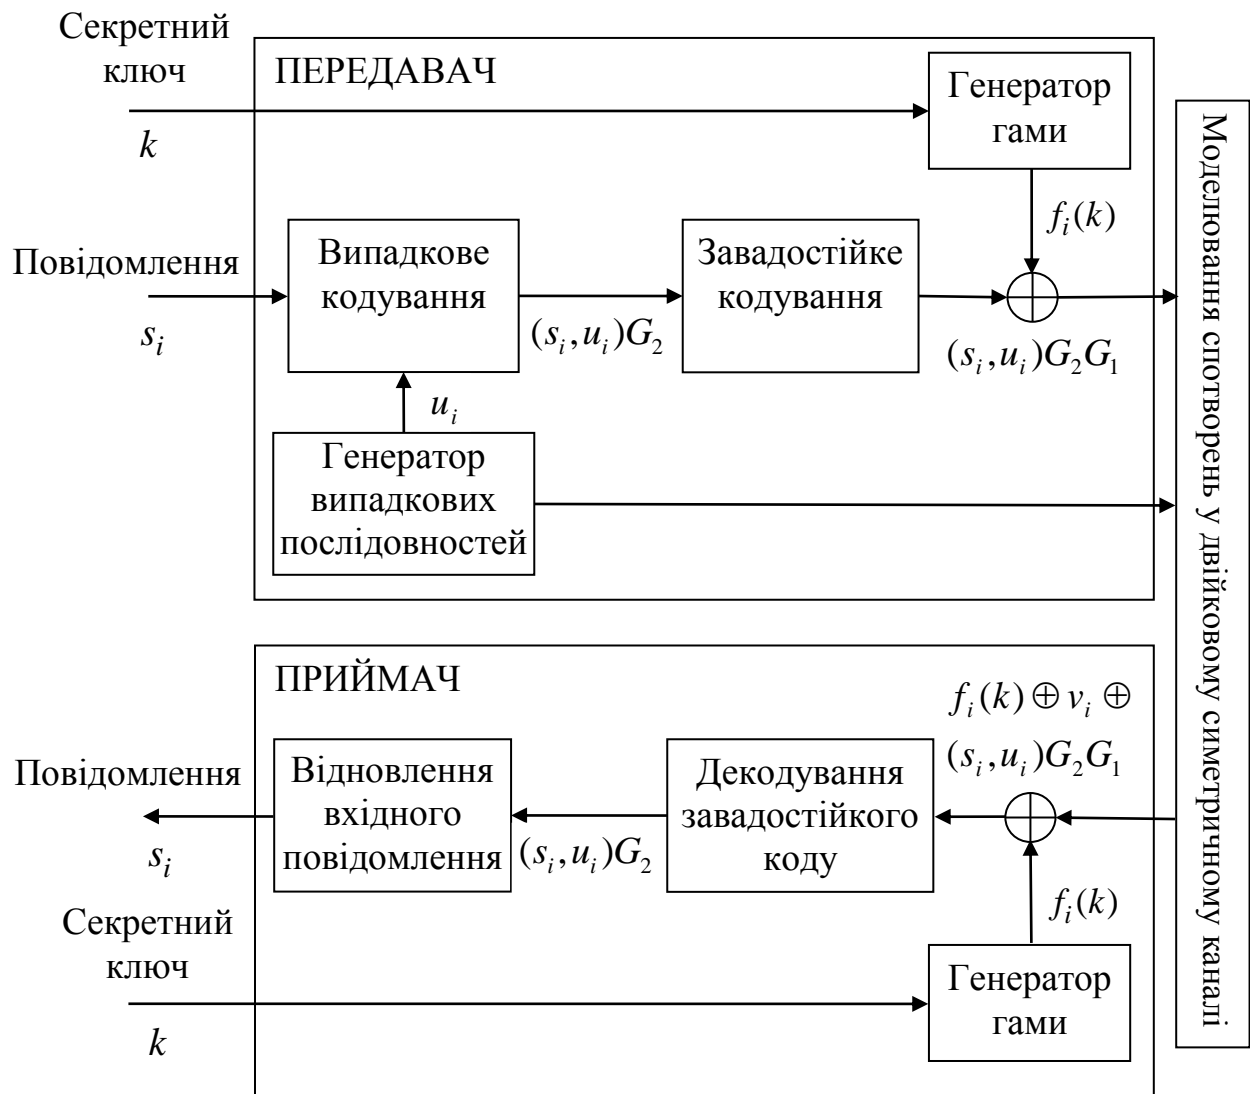 Секретний
ключ
k
ПЕРЕДАВАЧ
Генератор
гами
f_i(k)
Повідомлення
s_i
Випадкове
кодування
(s_i, u_i)G_2
Завадостійке
кодування
(s_i, u_i)G_2G_1
u_i
Генератор
випадкових
послідовностей
Моделювання спотворень у двійковому симетричному каналі
ПРИЙМАЧ
f_i(k) ⊕ v_i ⊕
(s_i, u_i)G_2G_1
Повідомлення
s_i
Відновлення
вхідного
повідомлення
(s_i, u_i)G_2
Декодування
завадостійкого
коду
f_i(k)
Секретний
ключ
k
Генератор
гами